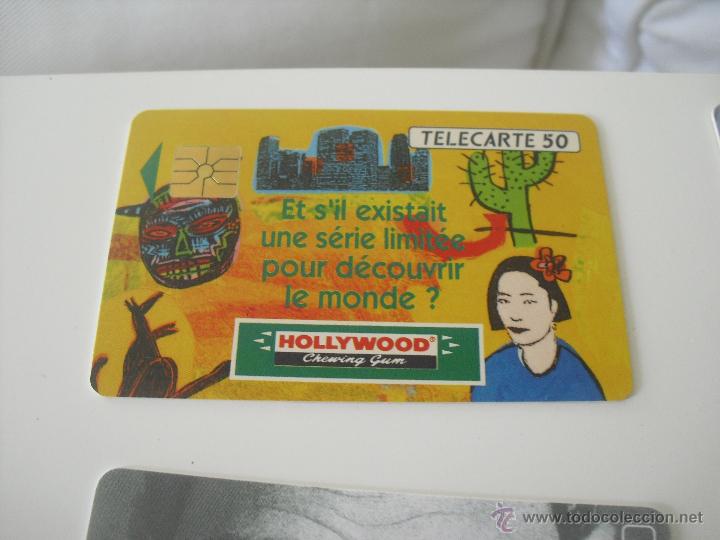 TELECARTE 50
Et s'il existait
une série limitée
pour découvrir
le monde ?
HOLLYWOOD®
Chewing Gum
© www.todocoleccion.net